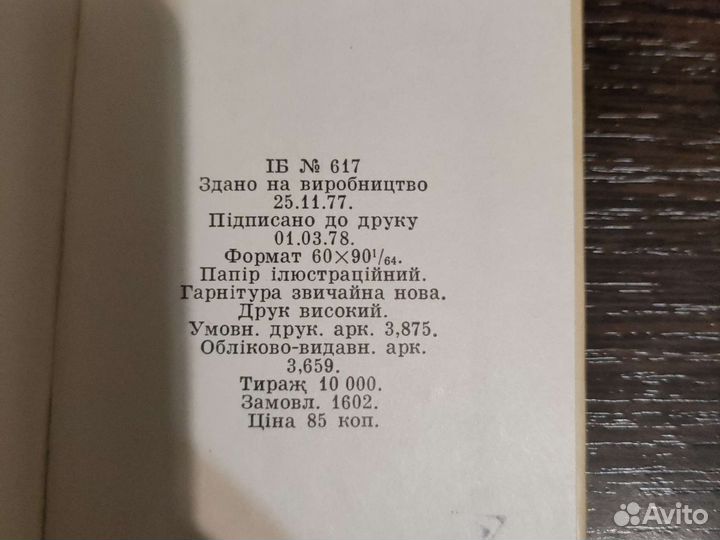 ІБ № 617
Здано на виробництво
25.11.77.
Підписано до друку
01.03.78.
Формат 60×90¹/₆₄.
Папір ілюстраційний.
Гарнітура звичайна нова.
Друк високий.
Умовн. друк. арк. 3,875.
Обліково-видавн. арк.
3,659.
Тираж 10 000.
Замовл. 1602.
Ціна 85 коп.
Avito